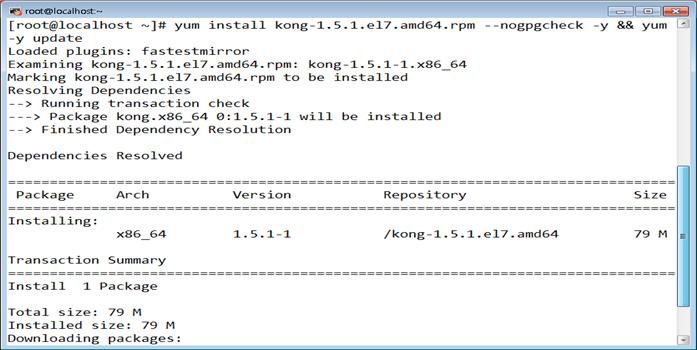 root@localhost:~
[root@localhost ~]# yum install kong-1.5.1.el7.amd64.rpm --nogpgcheck -y && yum
-y update
Loaded plugins: fastestmirror
Examining kong-1.5.1.el7.amd64.rpm: kong-1.5.1-1.x86_64
Marking kong-1.5.1.el7.amd64.rpm to be installed
Resolving Dependencies
--> Running transaction check
---> Package kong.x86_64 0:1.5.1-1 will be installed
--> Finished Dependency Resolution
Dependencies Resolved
================================================================================
Package Arch Version Repository Size
================================================================================
Installing:
x86_64 1.5.1-1 /kong-1.5.1.el7.amd64 79 M
Transaction Summary
================================================================================
Install 1 Package
Total size: 79 M
Installed size: 79 M
Downloading packages: